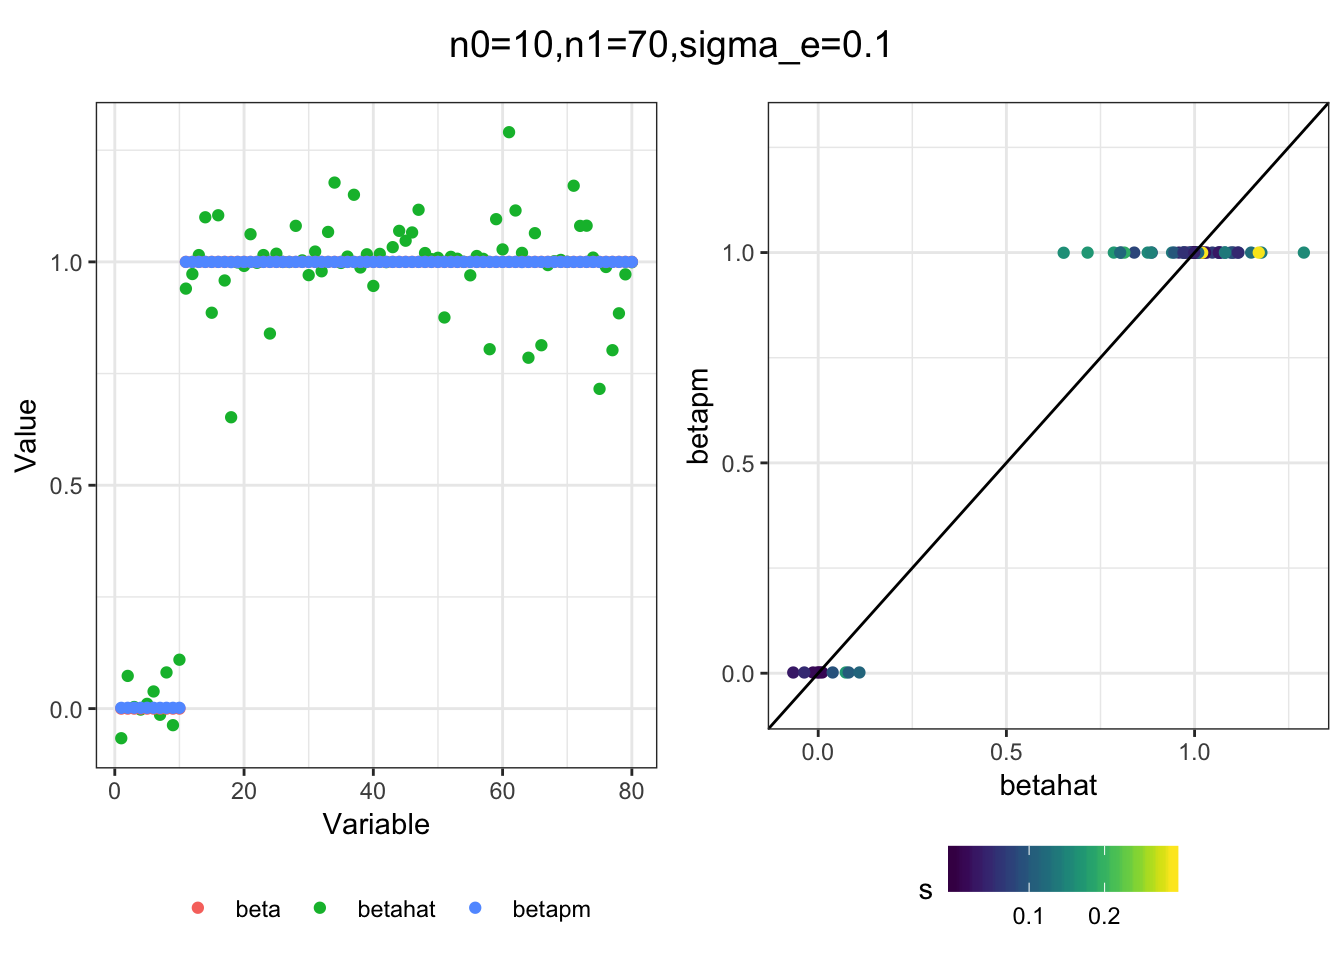 n0=10,n1=70,sigma_e=0.1
Value
1.0
0.5
0.0
0 20 40 60 80
Variable
beta betahat betapm
betapm
1.0
0.5
0.0
0.0 0.5 1.0
betahat
s
0.1 0.2